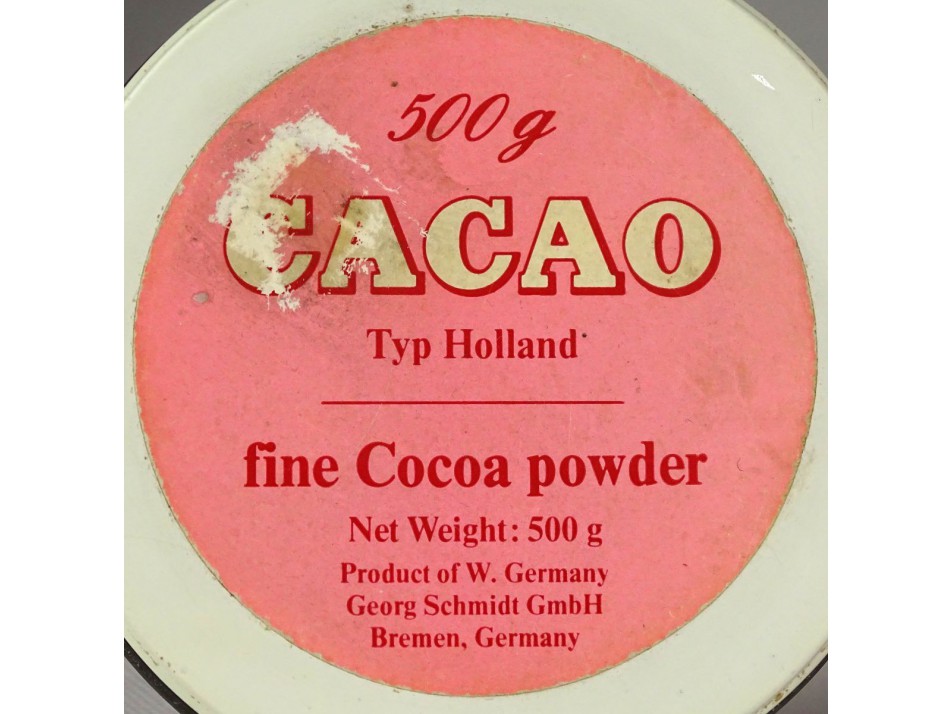 500 g
CACAO
Typ Holland
fine Cocoa powder
Net Weight: 500 g
Product of W. Germany
Georg Schmidt GmbH
Bremen, Germany